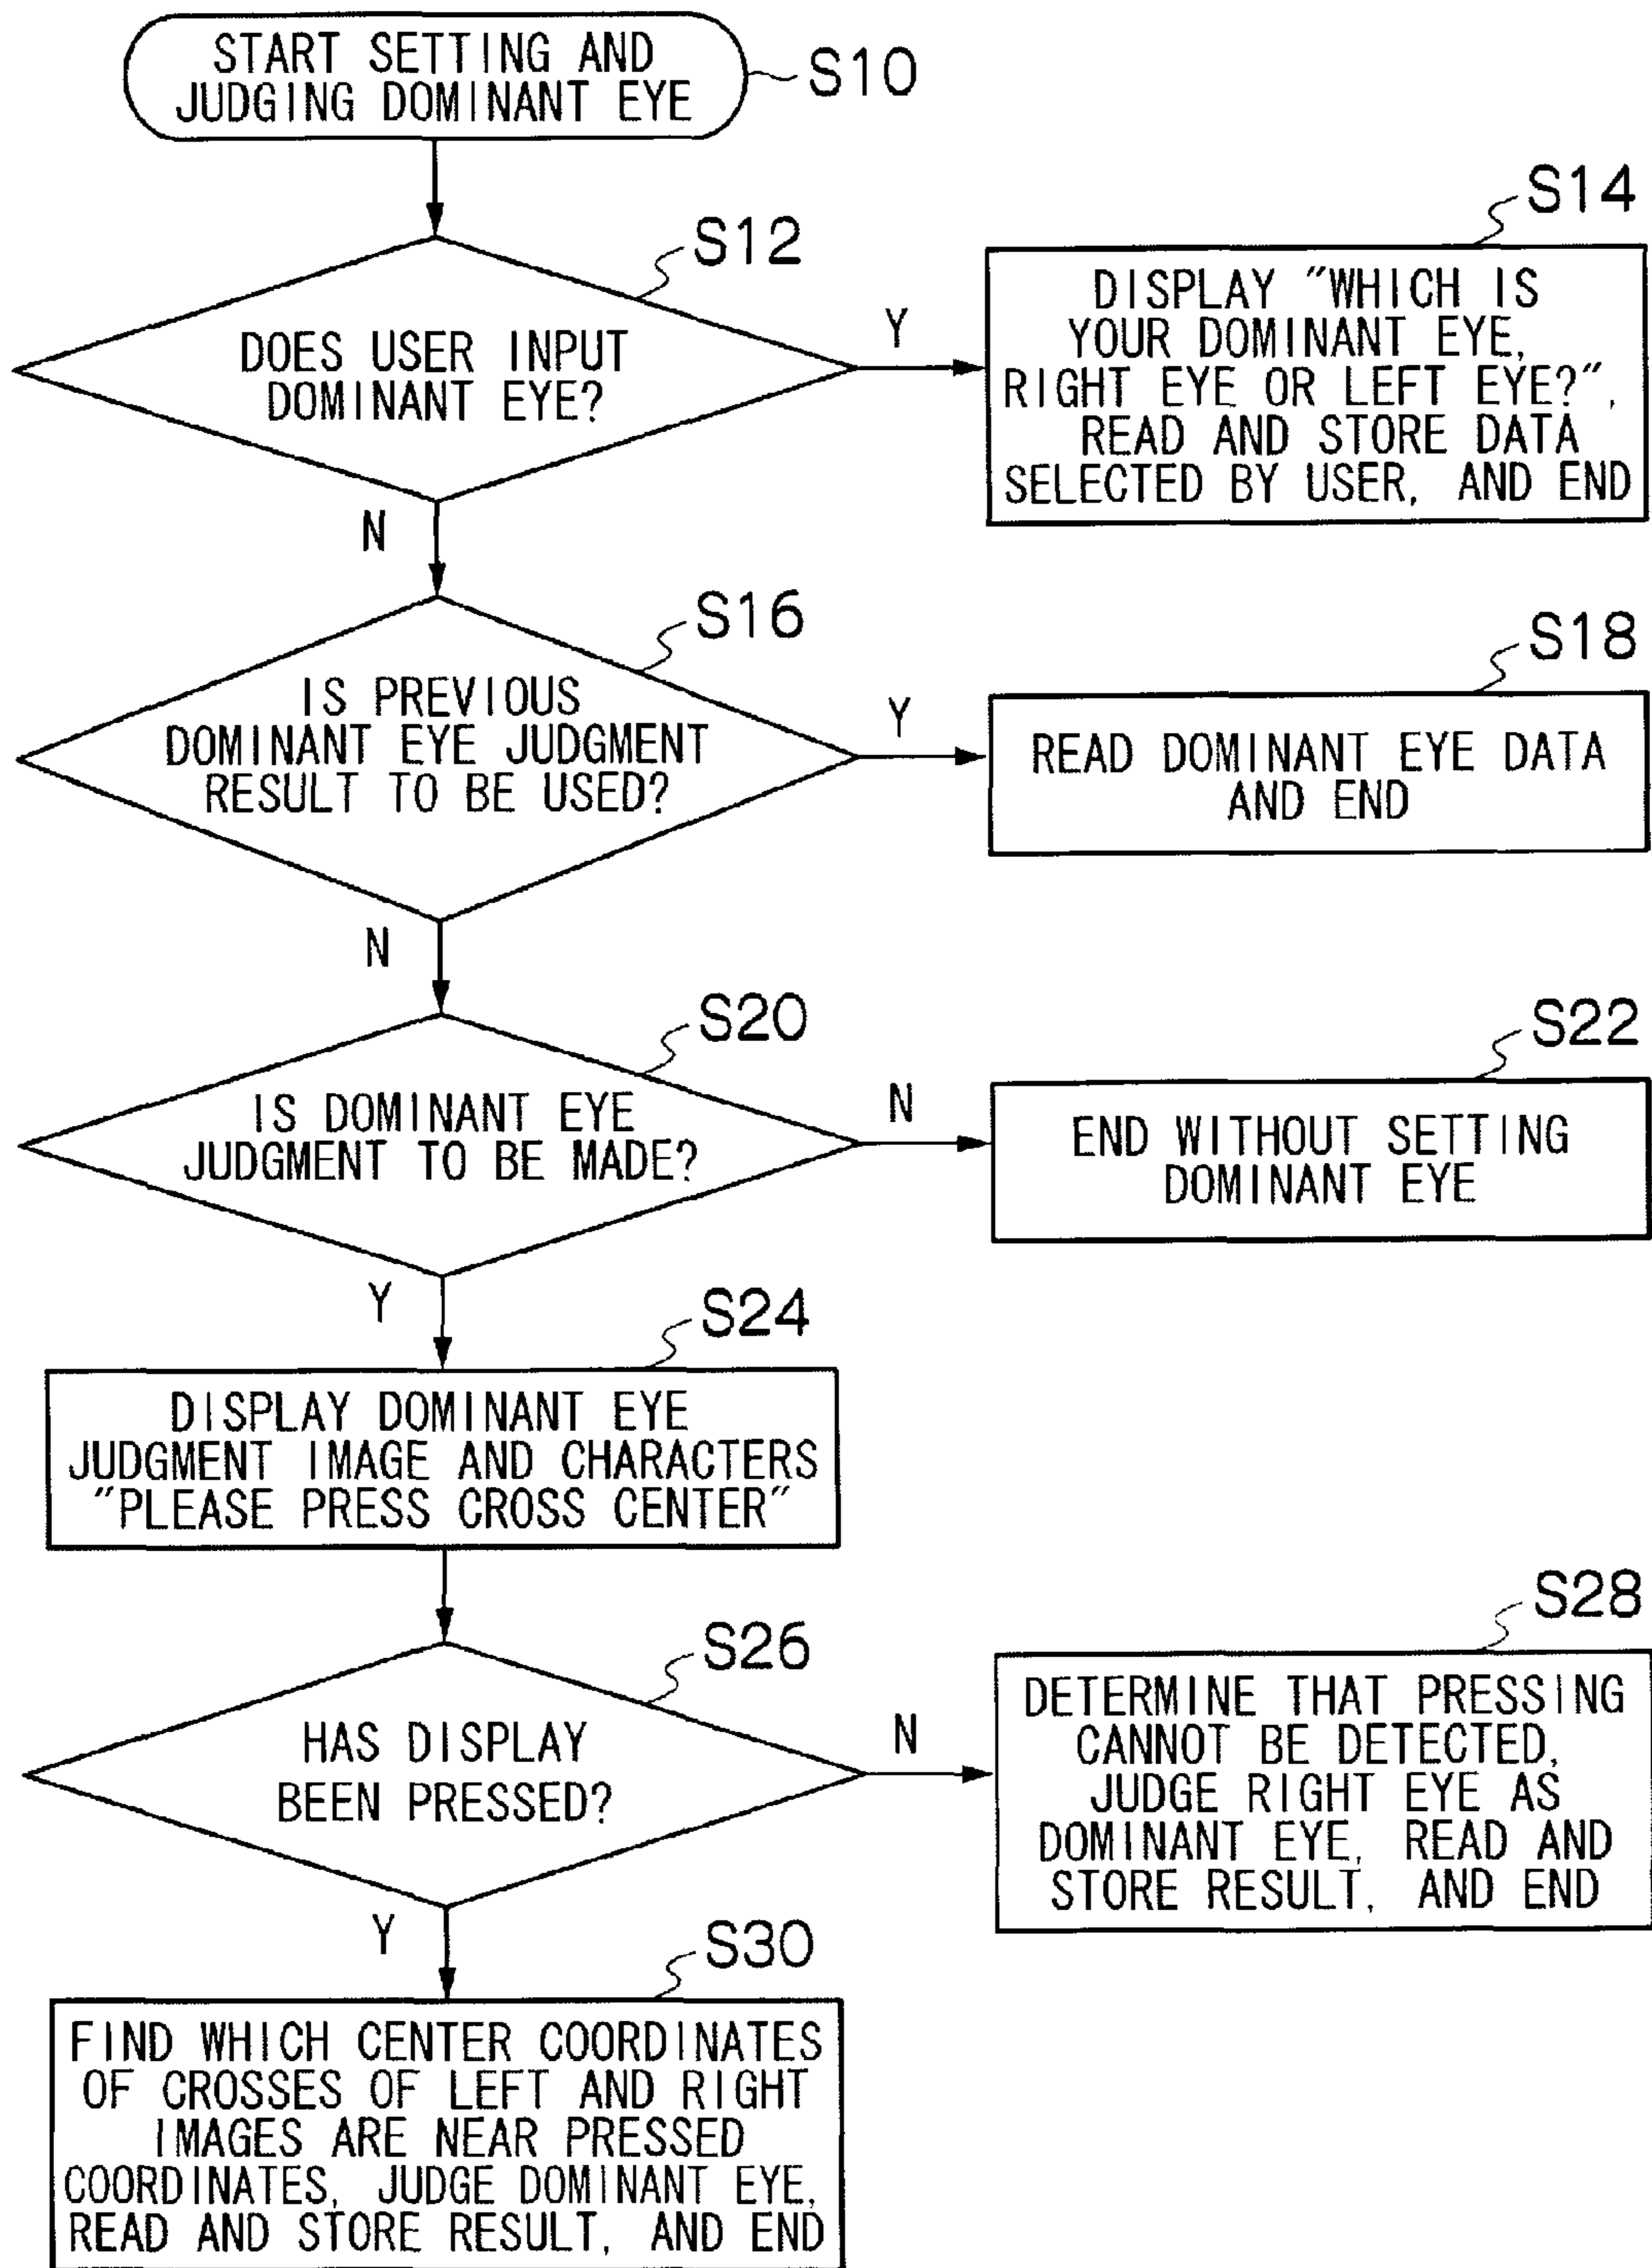 START SETTING AND
JUDGING DOMINANT EYE
S10
S12
DOES USER INPUT
DOMINANT EYE?
Y
N
S14
DISPLAY "WHICH IS
YOUR DOMINANT EYE,
RIGHT EYE OR LEFT EYE?",
READ AND STORE DATA
SELECTED BY USER, AND END
S16
IS PREVIOUS
DOMINANT EYE JUDGMENT
RESULT TO BE USED?
Y
N
S18
READ DOMINANT EYE DATA
AND END
S20
IS DOMINANT EYE
JUDGMENT TO BE MADE?
N
Y
S22
END WITHOUT SETTING
DOMINANT EYE
S24
DISPLAY DOMINANT EYE
JUDGMENT IMAGE AND CHARACTERS
"PLEASE PRESS CROSS CENTER"
S26
HAS DISPLAY
BEEN PRESSED?
N
Y
S28
DETERMINE THAT PRESSING
CANNOT BE DETECTED,
JUDGE RIGHT EYE AS
DOMINANT EYE, READ AND
STORE RESULT, AND END
S30
FIND WHICH CENTER COORDINATES
OF CROSSES OF LEFT AND RIGHT
IMAGES ARE NEAR PRESSED
COORDINATES, JUDGE DOMINANT EYE,
READ AND STORE RESULT, AND END